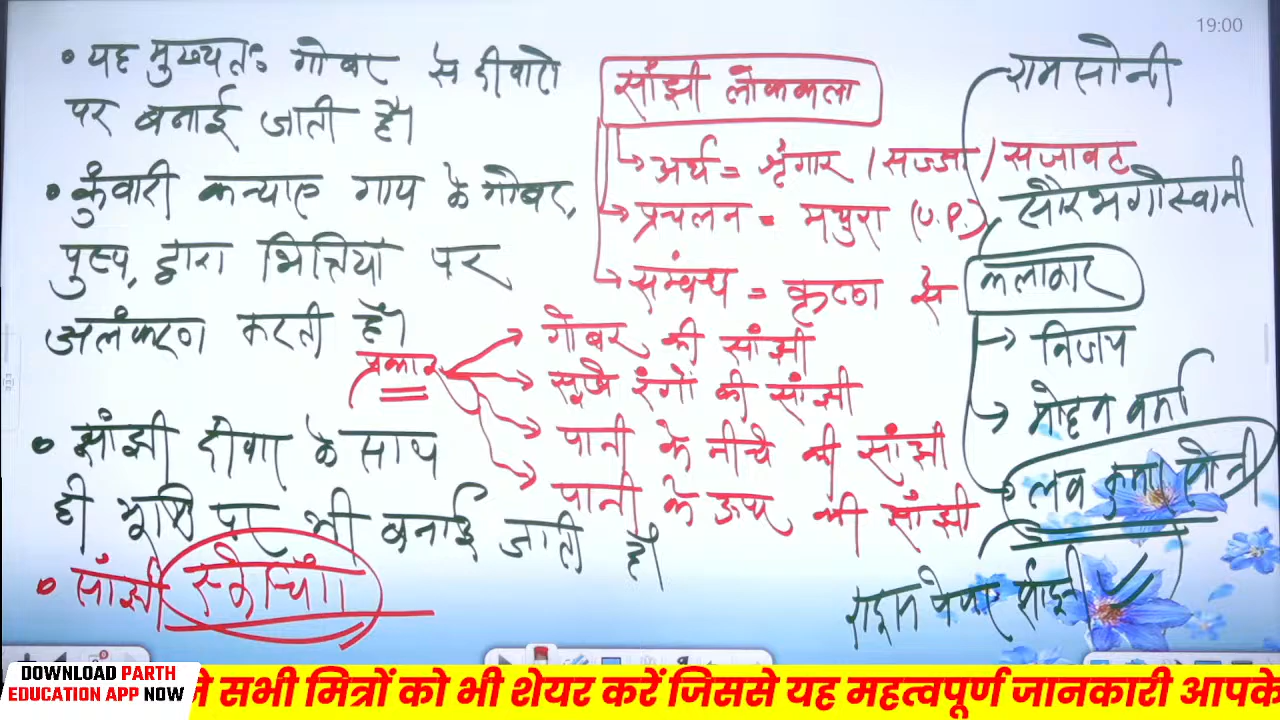 19:00
• यह मुख्यतः गोबर से दीवारों
पर बनाई जाती है।
• कुंवारी कन्याए गाय के गोबर,
पुष्प, द्वारा भित्तियों पर
अलंकरण करती है।
• सांझी दीवार के साथ
ही भूमि पर भी बनाई जाती है
• सांझी स्केचिंग
सांझी लोककला
→ अर्थ = श्रृंगार / सज्जा / सजावट
→ प्रचलन = मथुरा (U.P.)
→ सम्बंध = कृष्ण से
प्रकार
→ गोबर की सांझी
→ सूखे रंगों की सांझी
→ पानी के नीचे की सांझी
→ पानी के ऊपर की सांझी
राम सोनी
सौरभ गोस्वामी
कलाकार
→ विजय
→ मोहन वर्मा
→ सोनी
सांझी
DOWNLOAD PARTH
EDUCATION APP NOW
सभी मित्रों को भी शेयर करें जिससे यह महत्वपूर्ण जानकारी आपके